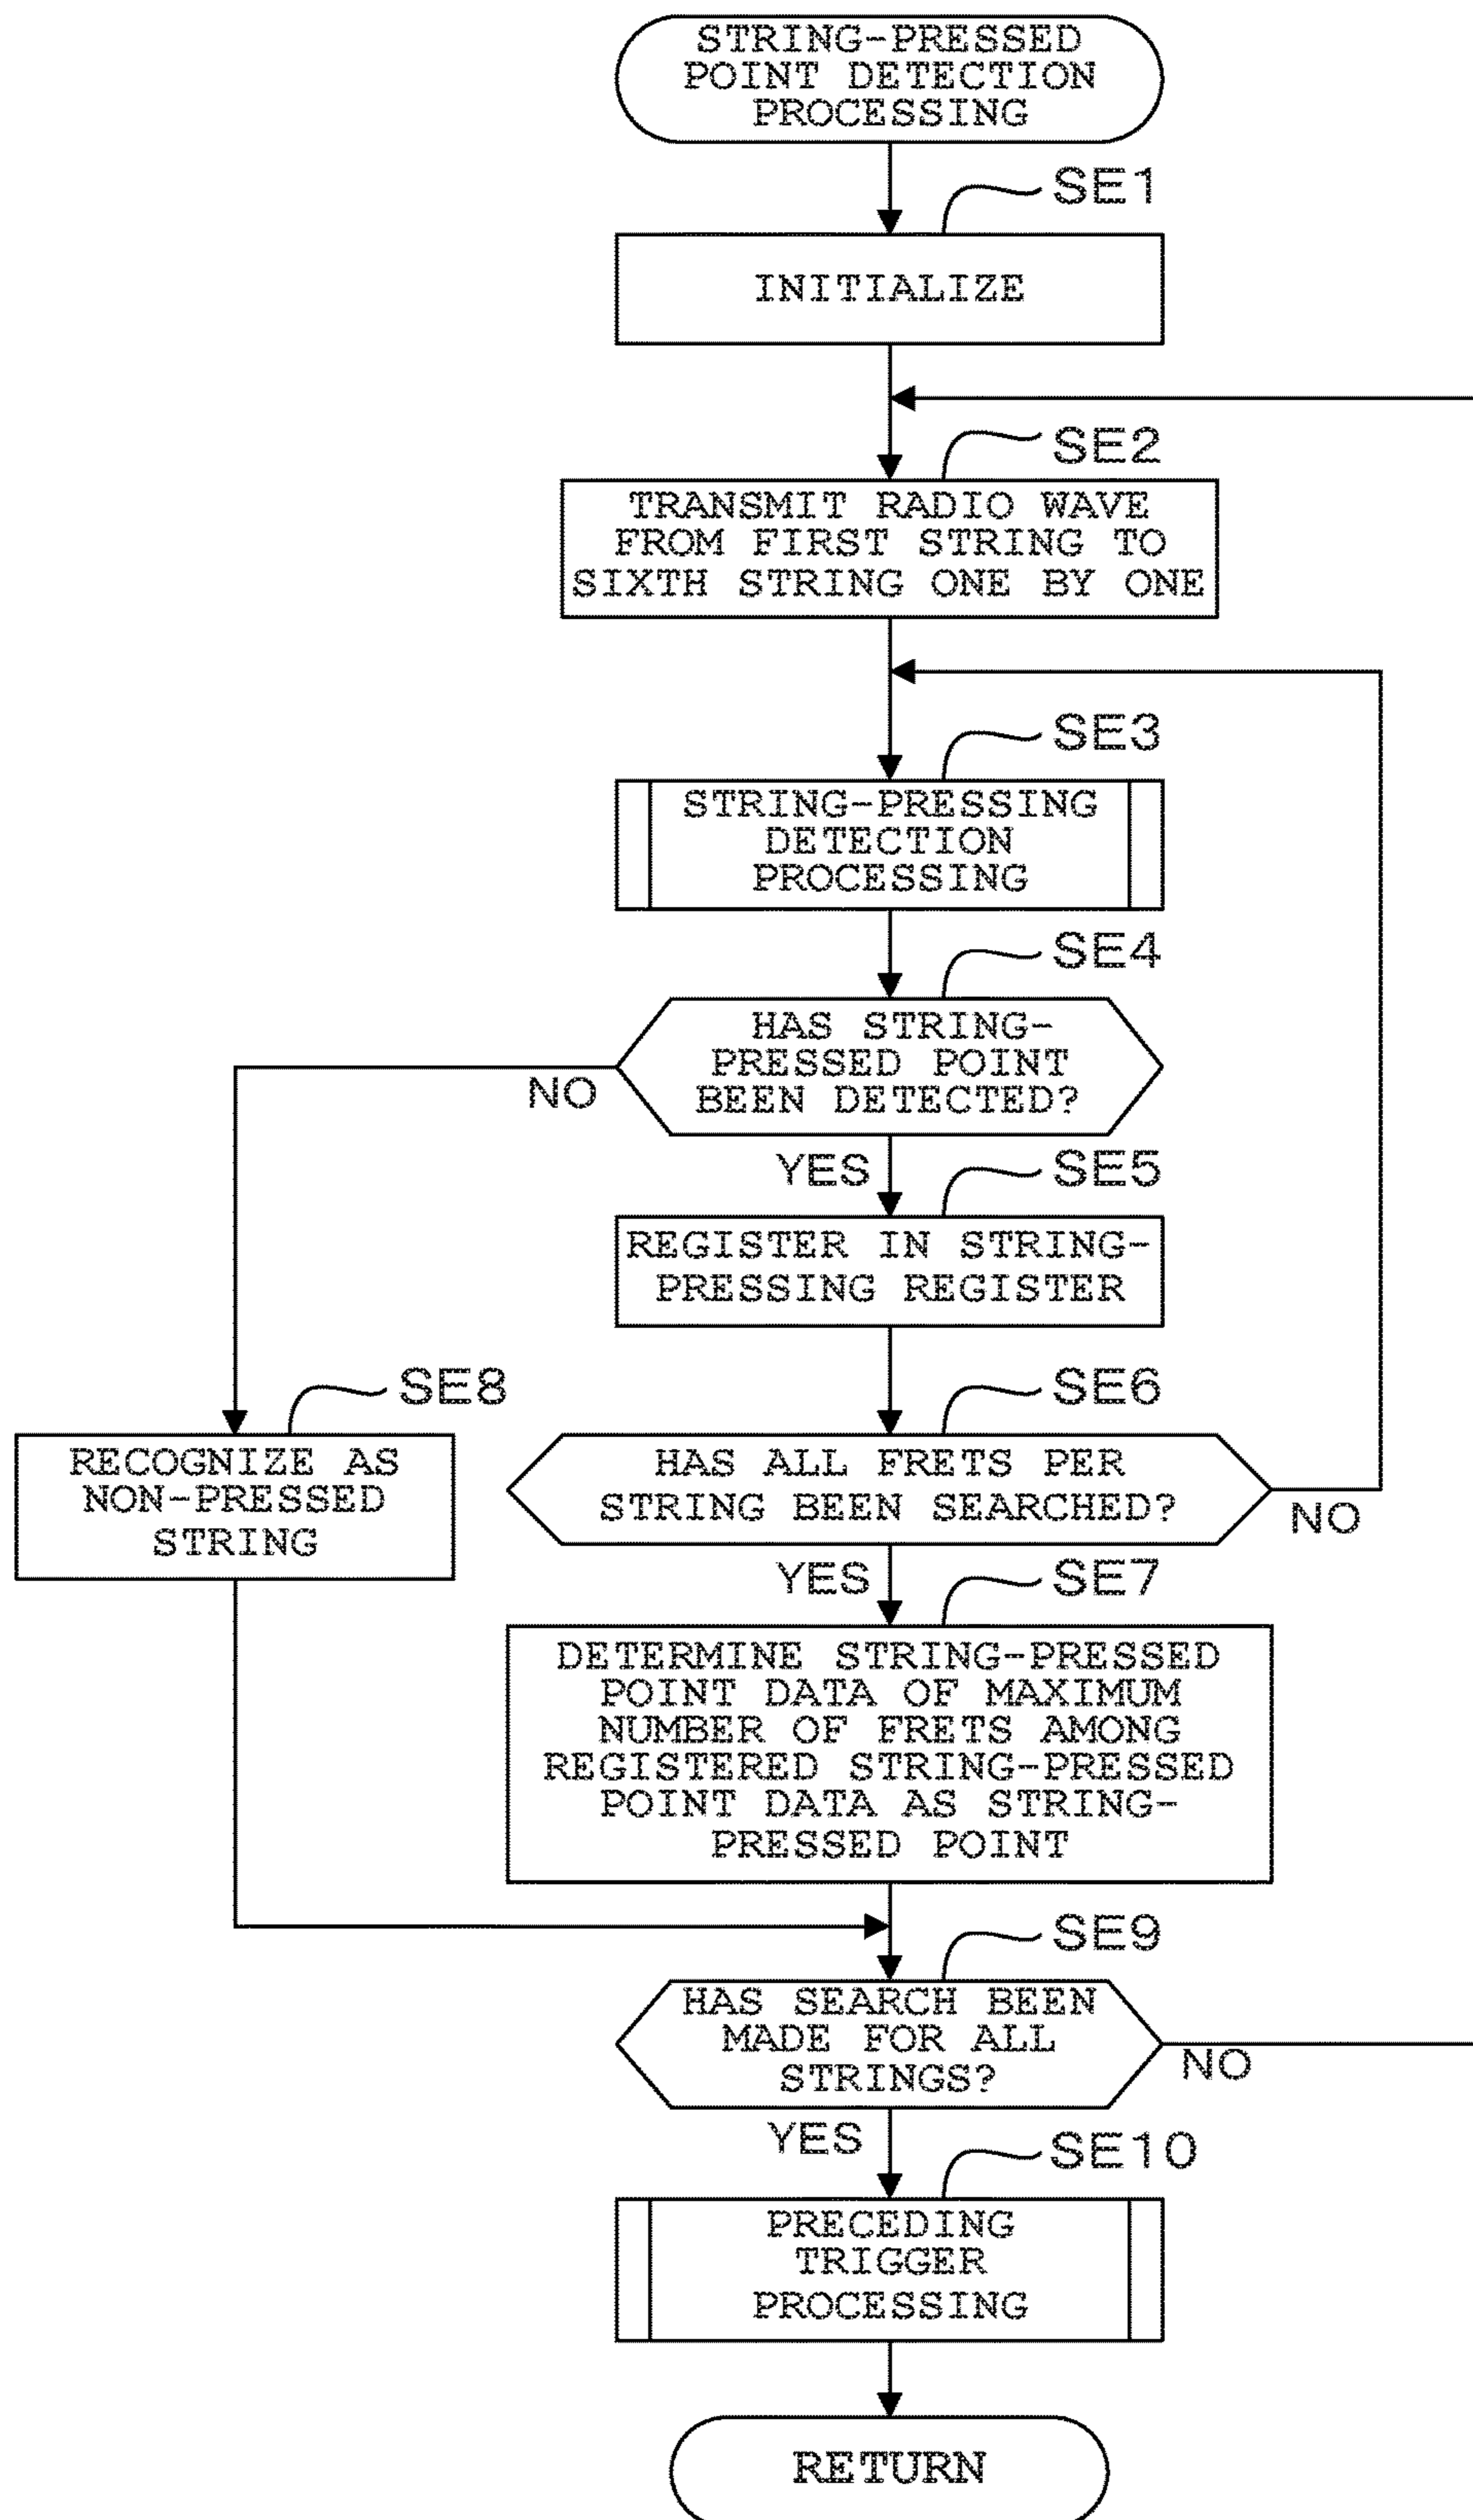 STRING-PRESSED
POINT DETECTION
PROCESSING
SE1
INITIALIZE
SE2
TRANSMIT RADIO WAVE
FROM FIRST STRING TO
SIXTH STRING ONE BY ONE
SE3
STRING-PRESSING
DETECTION
PROCESSING
SE4
HAS STRING-
PRESSED POINT
BEEN DETECTED?
NO
YES
SE5
REGISTER IN STRING-
PRESSING REGISTER
SE8
RECOGNIZE AS
NON-PRESSED
STRING
SE6
HAS ALL FRETS PER
STRING BEEN SEARCHED?
NO
YES
SE7
DETERMINE STRING-PRESSED
POINT DATA OF MAXIMUM
NUMBER OF FRETS AMONG
REGISTERED STRING-PRESSED
POINT DATA AS STRING-
PRESSED POINT
SE9
HAS SEARCH BEEN
MADE FOR ALL
STRINGS?
NO
YES
SE10
PRECEDING
TRIGGER
PROCESSING
RETURN